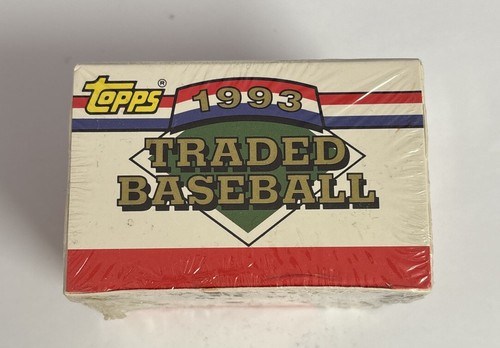 topps®
1993
TRADED
BASEBALL